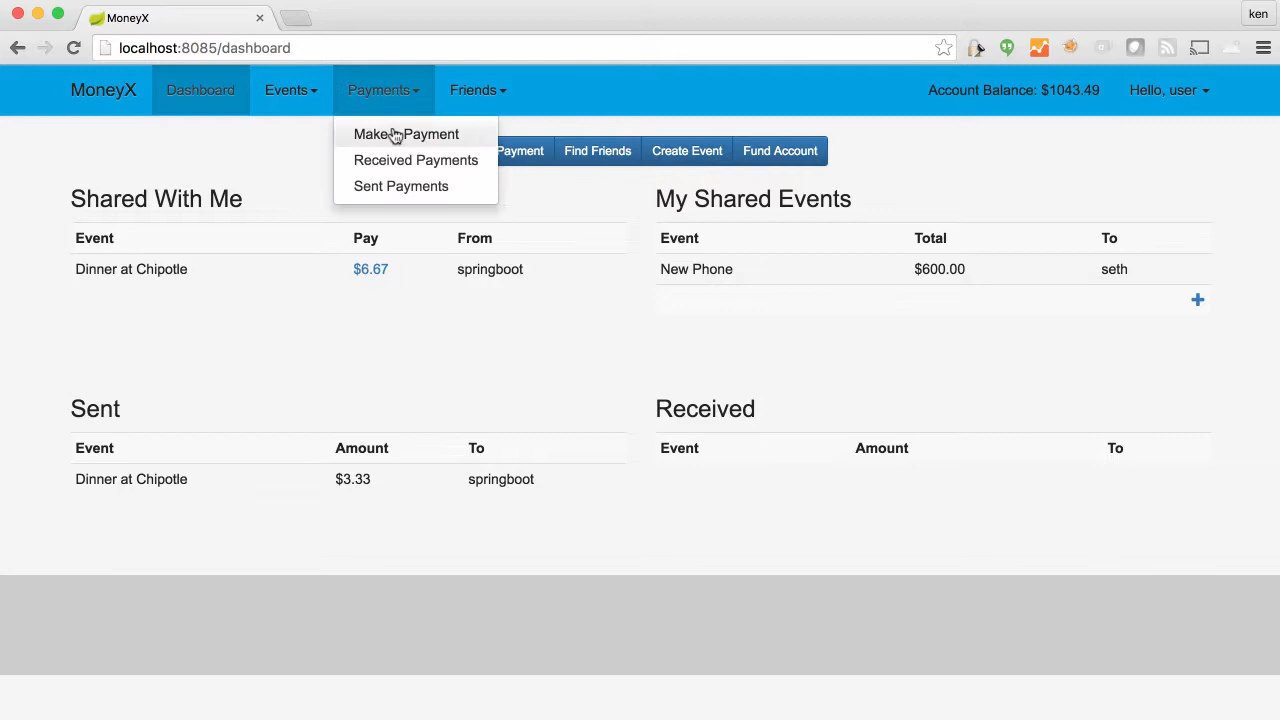 MoneyX
ken
localhost:8085/dashboard
MoneyX Dashboard Events Payments Friends Account Balance: $1043.49 Hello, user
Make Payment
Received Payments
Sent Payments
Payment Find Friends Create Event Fund Account
Shared With Me
Event Pay From
Dinner at Chipotle $6.67 springboot
My Shared Events
Event Total To
New Phone $600.00 seth
Sent
Event Amount To
Dinner at Chipotle $3.33 springboot
Received
Event Amount To